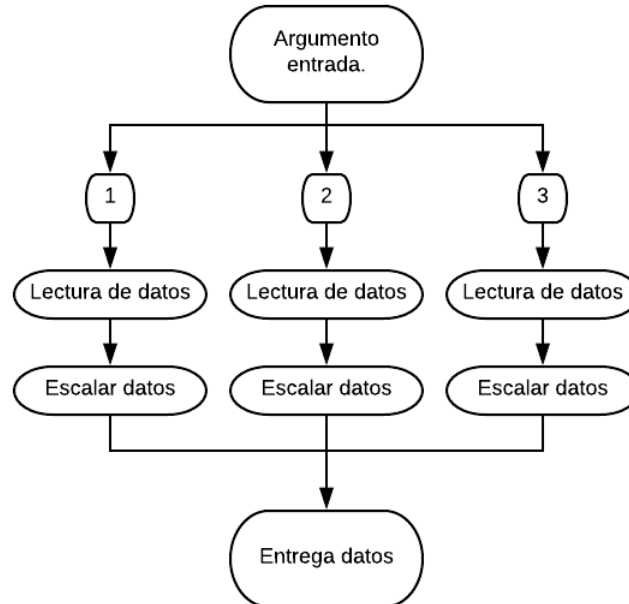 Argumento
entrada.
1
2
3
Lectura de datos
Lectura de datos
Lectura de datos
Escalar datos
Escalar datos
Escalar datos
Entrega datos